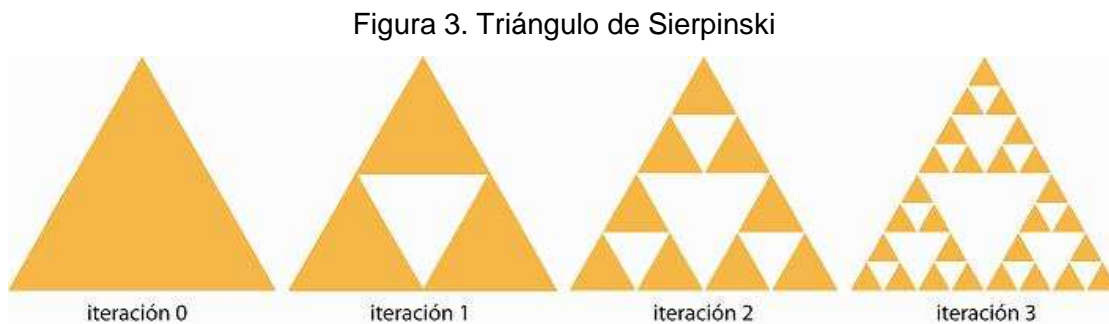 Figura 3. Triángulo de Sierpinski
iteración 0 iteración 1 iteración 2 iteración 3